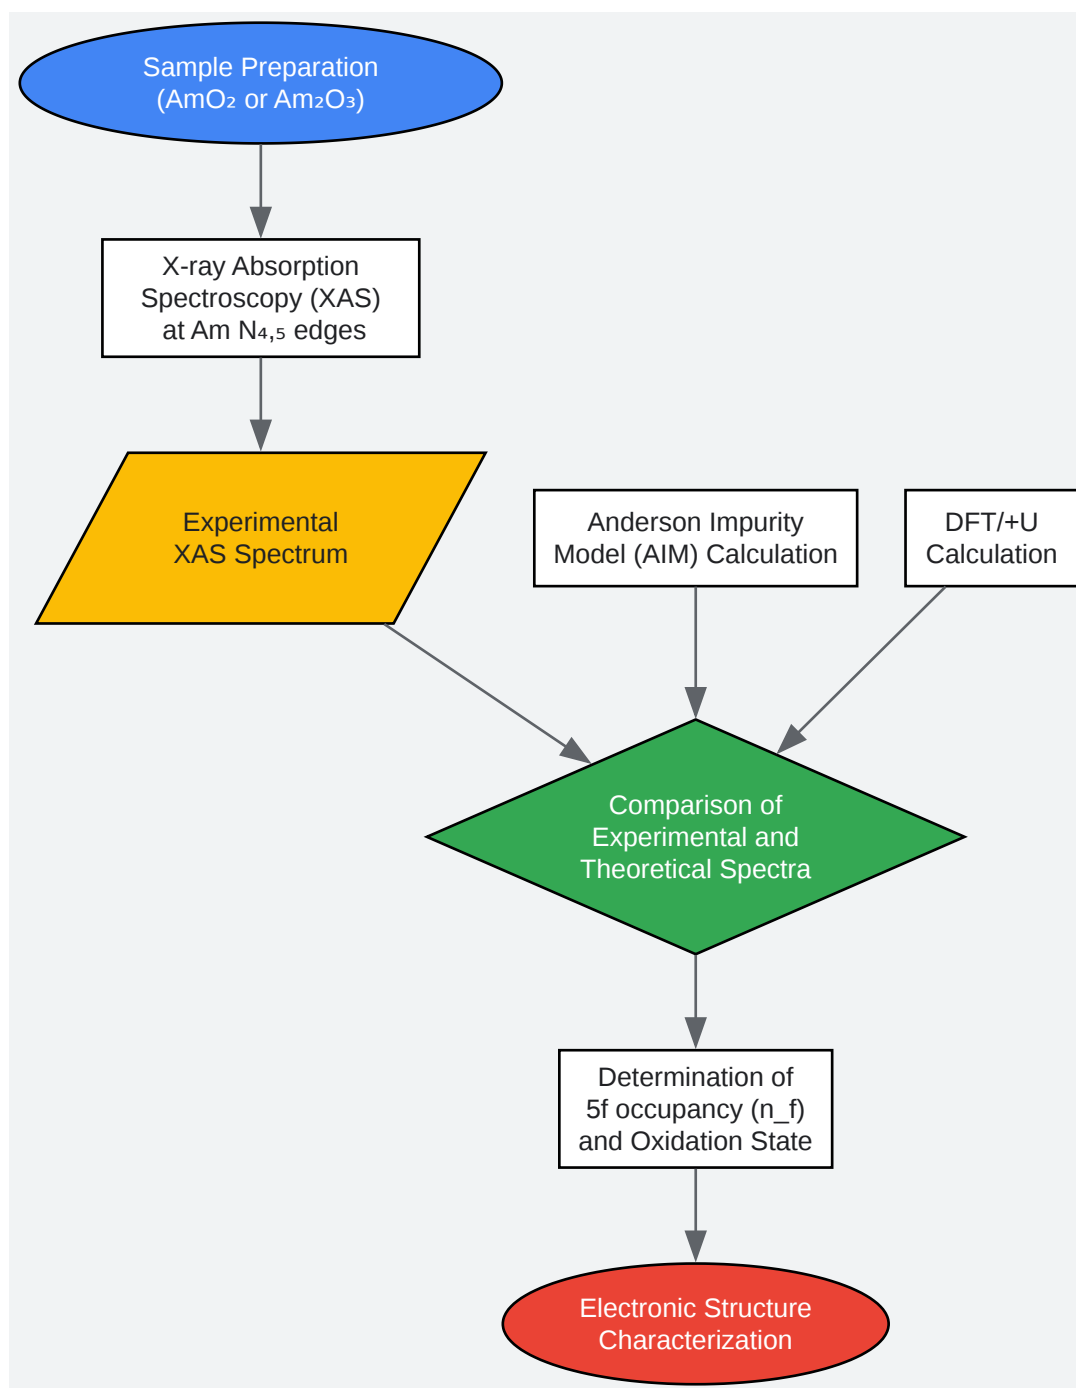 Sample Preparation
(AmO₂ or Am₂O₃)
X-ray Absorption
Spectroscopy (XAS)
at Am N₄,₅ edges
Experimental
XAS Spectrum
Anderson Impurity
Model (AIM) Calculation
DFT/+U
Calculation
Comparison of
Experimental and
Theoretical Spectra
Determination of
5f occupancy (n_f)
and Oxidation State
Electronic Structure
Characterization